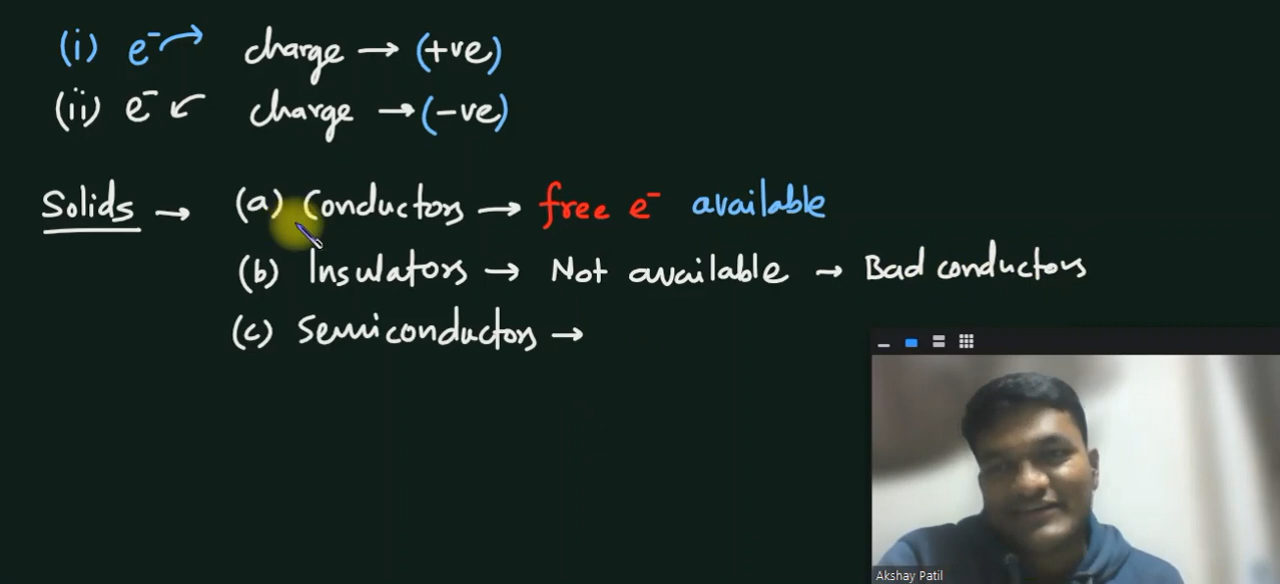 (i) e⁻ charge → (+ve)
(ii) e⁻ charge → (-ve)
Solids → (a) Conductors → free e⁻ available
(b) Insulators → Not available → Bad conductors
(c) Semiconductors →
Akshay Patil